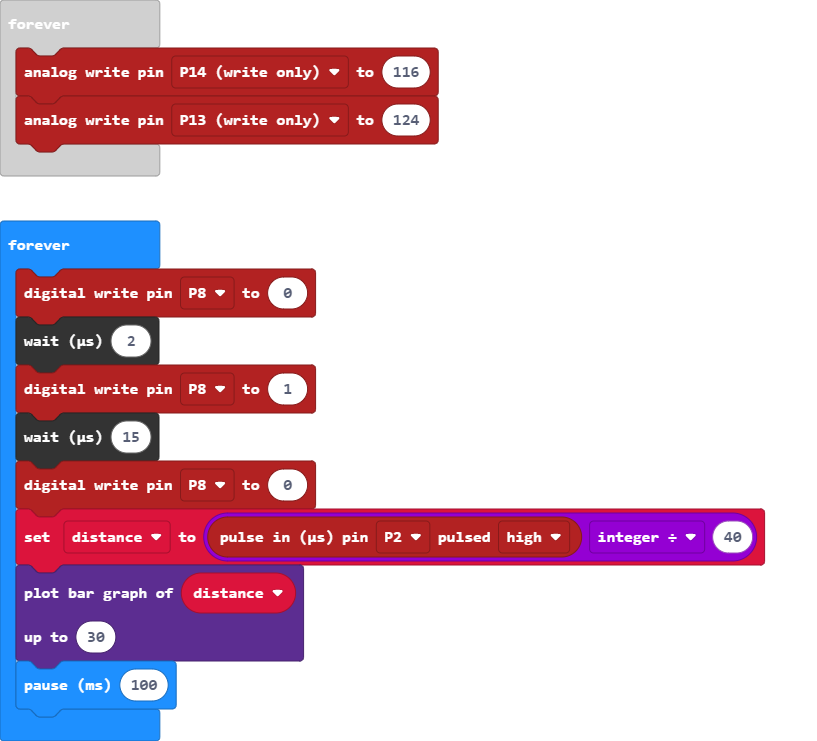 forever
analog write pin P14 (write only) to 116
analog write pin P13 (write only) to 124
forever
digital write pin P8 to 0
wait (µs) 2
digital write pin P8 to 1
wait (µs) 15
digital write pin P8 to 0
set distance to pulse in (µs) pin P2 pulsed high integer ÷ 40
plot bar graph of distance
up to 30
pause (ms) 100